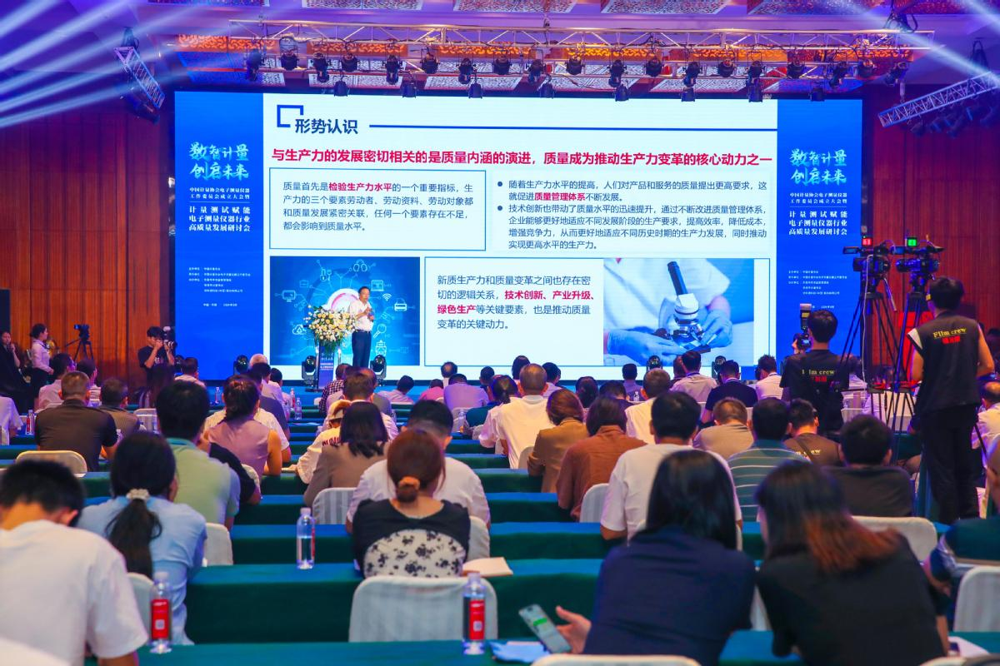 形势认识
与生产力的发展密切相关的是质量内涵的演进，质量成为推动生产力变革的核心动力之一
质量首先是检验生产力水平的一个重要指标，生
产力的三个要素劳动者、劳动资料、劳动对象都
和质量发展紧密关联，任何一个要素存在不足，
都会影响到质量水平。
● 随着生产力水平的提高，人们对产品和服务的质量提出更高要求，这
就促进质量管理体系不断发展。
● 技术创新也带动了质量水平的迅速提升，通过不断改进质量管理体系，
企业能够更好地适应不同发展阶段的生产要求，提高效率，降低成本，
增强竞争力，从而更好地适应不同历史时期的生产力发展，同时推动
实现更高水平的生产力。
新质生产力和质量变革之间也存在密
切的逻辑关系，技术创新、产业升级、
绿色生产等关键要素，也是推动质量
变革的关键动力。
数智计量
创启未来
中国计量协会电子测量仪器
工作委员会成立大会暨
计量测试赋能
电子测量仪器行业
高质量发展研讨会
数智计量
创启未来
中国计量协会电子测量仪器
工作委员会成立大会暨
计量测试赋能
电子测量仪器行业
高质量发展研讨会
Film crew
Film crew